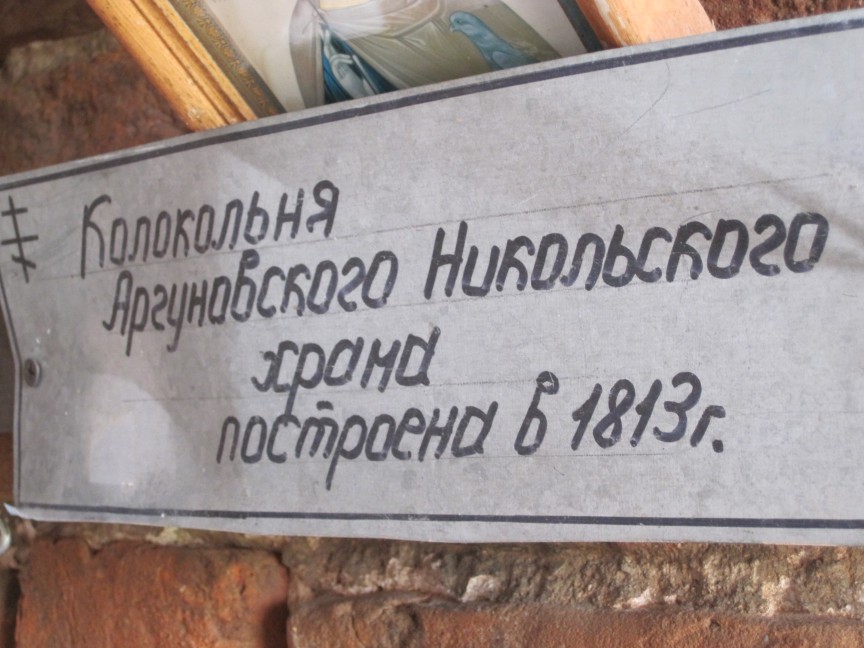 Колокольня
Аргуновского Никольского
храма
построена в 1813г.